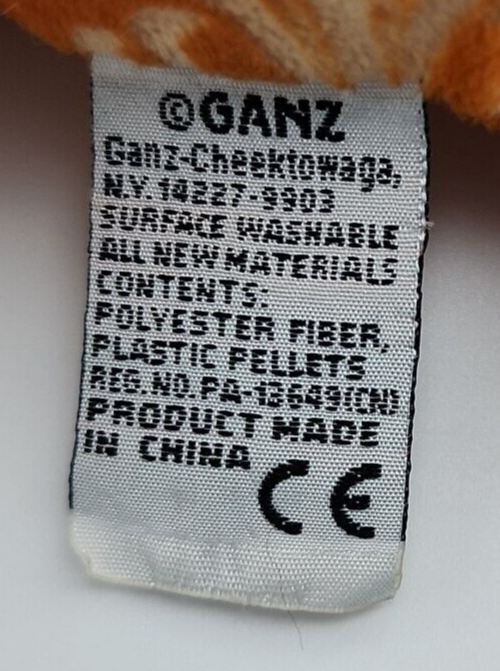 ©GANZ
Ganz-Cheektowaga,
N.Y. 14227-9903
SURFACE WASHABLE
ALL NEW MATERIALS
CONTENTS:
POLYESTER FIBER,
PLASTIC PELLETS
REG. NO. PA-13649(CN)
PRODUCT MADE
IN CHINA
CE